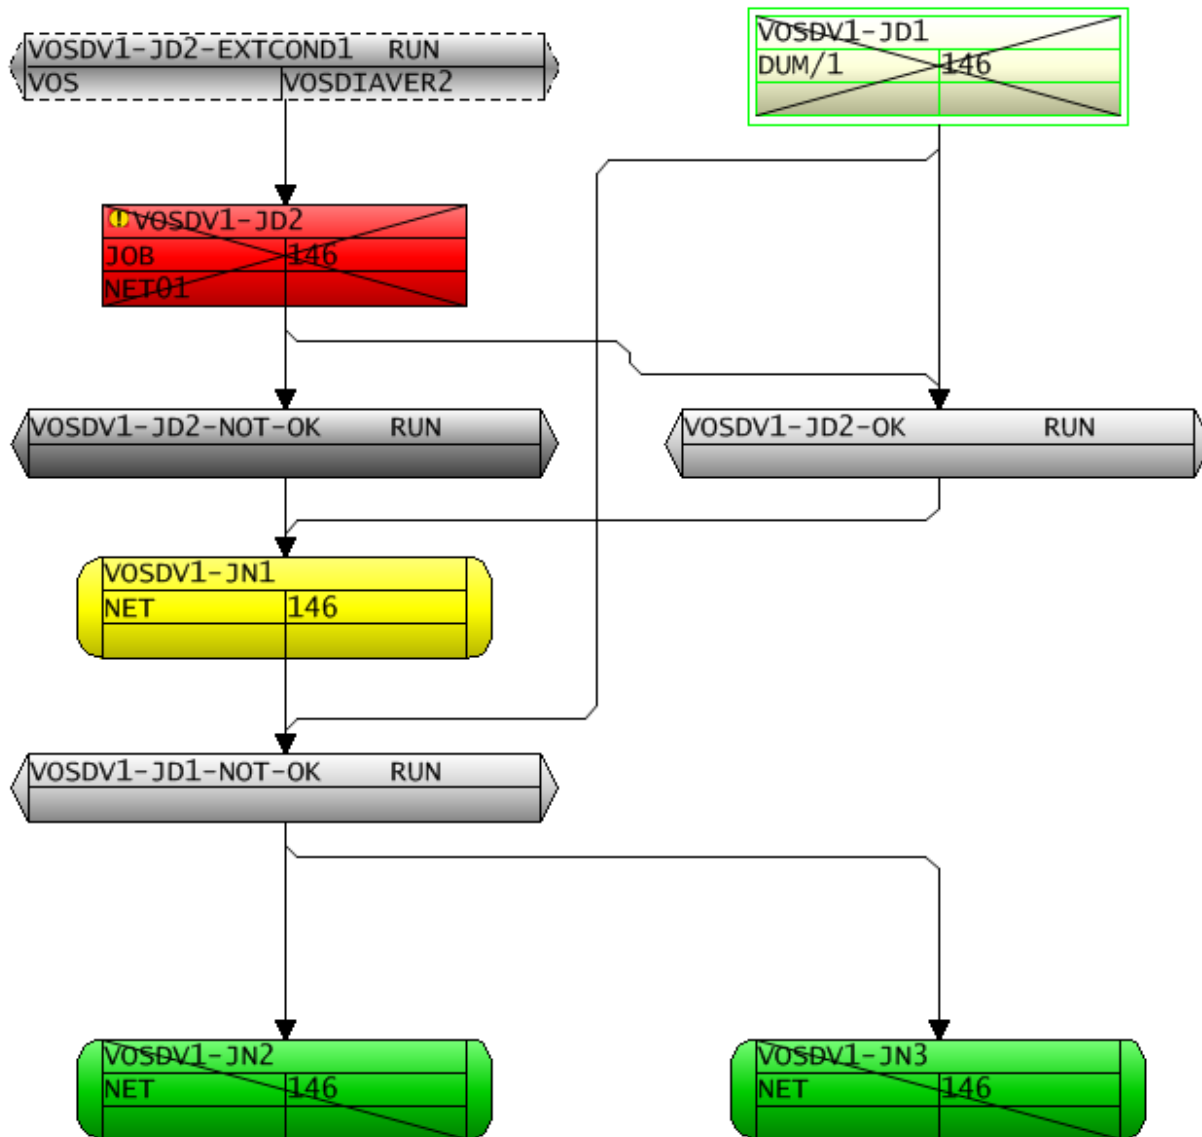 VOSDV1-JD2-EXTCOND1 RUN
VOS VOSDIAVER2
VOSDV1-JD1
DUM/1 146
! VOSDV1-JD2
JOB 146
NET01
VOSDV1-JD2-NOT-OK RUN
VOSDV1-JD2-OK RUN
VOSDV1-JN1
NET 146
VOSDV1-JD1-NOT-OK RUN
VOSDV1-JN2
NET 146
VOSDV1-JN3
NET 146